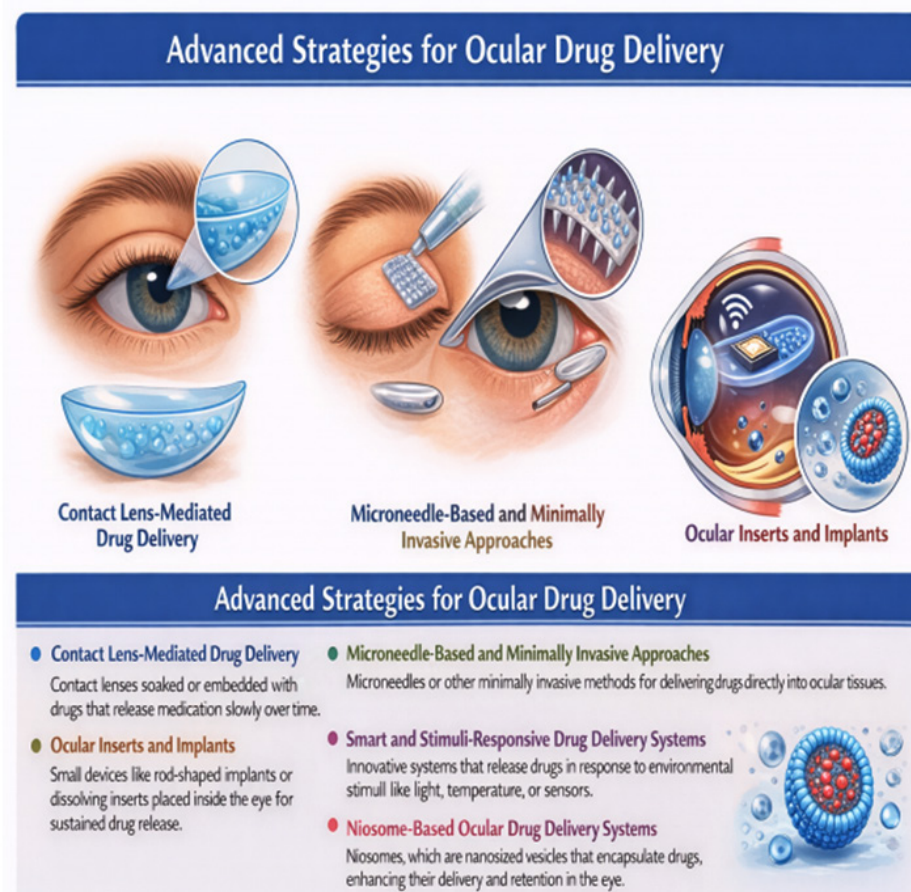 Advanced Strategies for Ocular Drug Delivery
Contact Lens-Mediated
Drug Delivery
Microneedle-Based and Minimally
Invasive Approaches
Ocular Inserts and Implants
Advanced Strategies for Ocular Drug Delivery
Contact Lens-Mediated Drug Delivery
Contact lenses soaked or embedded with
drugs that release medication slowly over time.
Ocular Inserts and Implants
Small devices like rod-shaped implants or
dissolving inserts placed inside the eye for
sustained drug release.
Microneedle-Based and Minimally Invasive Approaches
Microneedles or other minimally invasive methods for delivering drugs directly into ocular tissues.
Smart and Stimuli-Responsive Drug Delivery Systems
Innovative systems that release drugs in response to environmental
stimuli like light, temperature, or sensors.
Niosome-Based Ocular Drug Delivery Systems
Niosomes, which are nanosized vesicles that encapsulate drugs,
enhancing their delivery and retention in the eye.